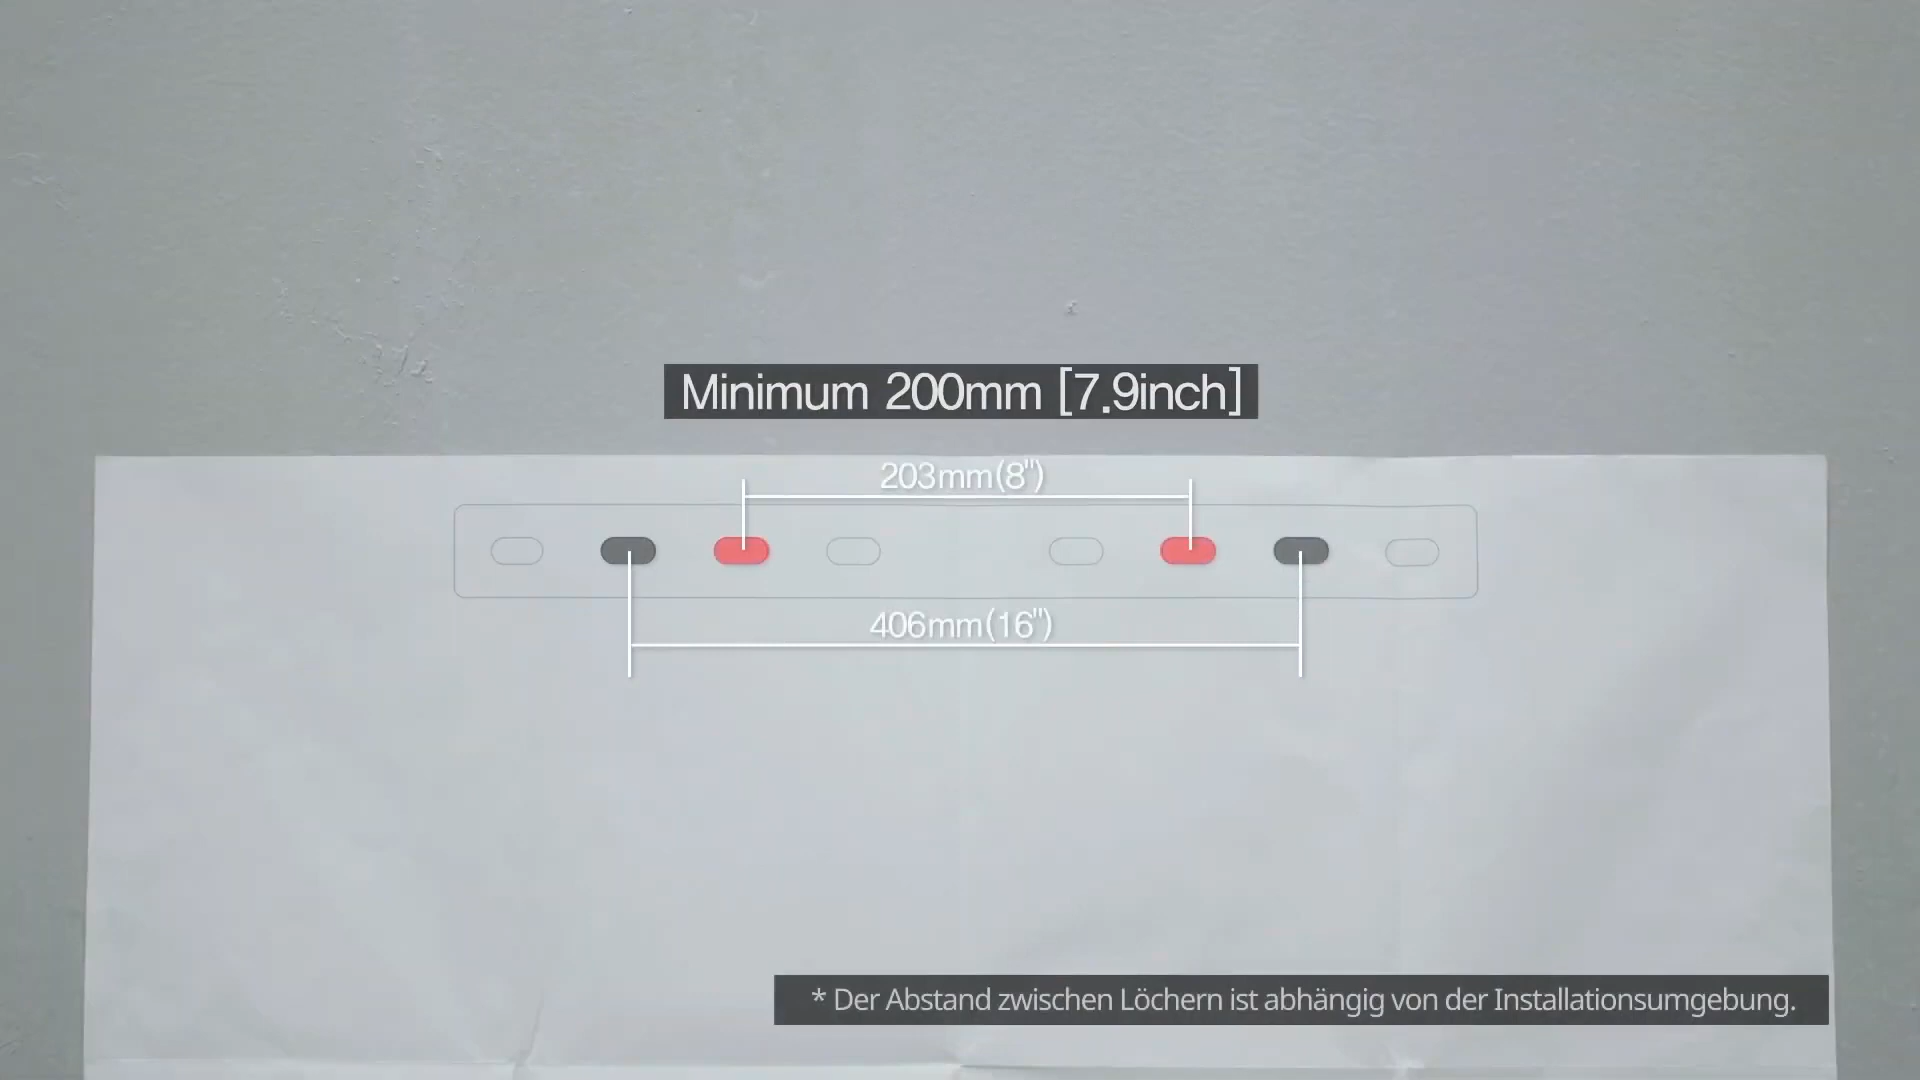 Minimum 200mm [7.9inch]
203mm(8")
406mm(16")
* Der Abstand zwischen Löchern ist abhängig von der Installationsumgebung.